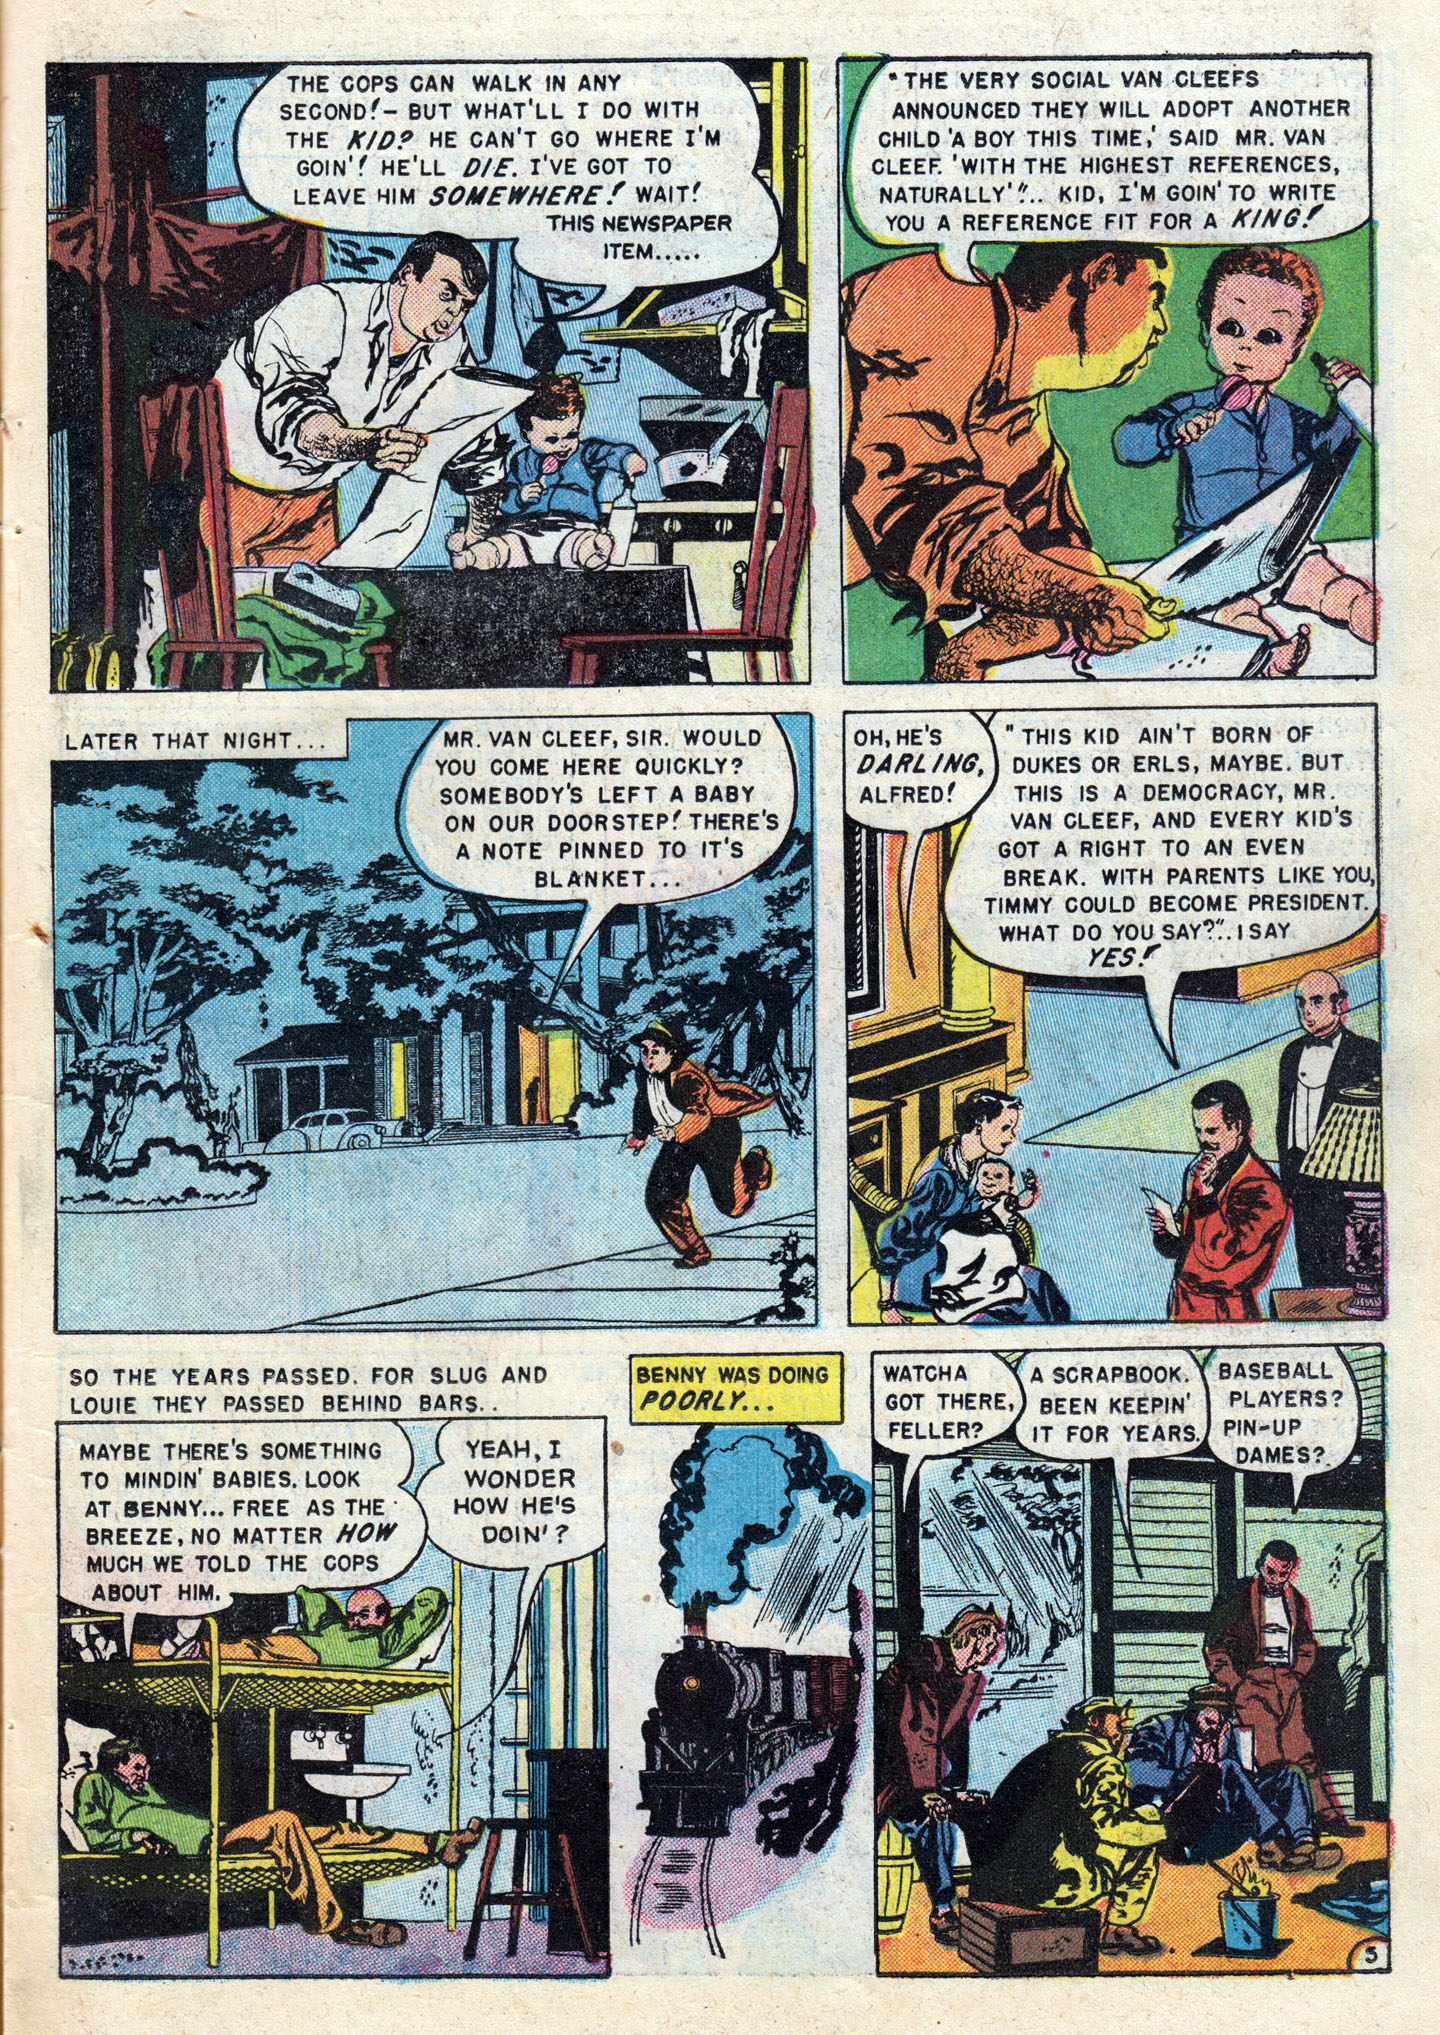 THE COPS CAN WALK IN ANY
SECOND! - BUT WHAT'LL I DO WITH
THE KID? HE CAN'T GO WHERE I'M
GOIN'! HE'LL DIE. I'VE GOT TO
LEAVE HIM SOMEWHERE! WAIT!
THIS NEWSPAPER
ITEM.....
"THE VERY SOCIAL VAN CLEEFS
ANNOUNCED THEY WILL ADOPT ANOTHER
CHILD 'A BOY THIS TIME,' SAID MR. VAN
CLEEF. 'WITH THE HIGHEST REFERENCES,
NATURALLY'".. KID, I'M GOIN' TO WRITE
YOU A REFERENCE FIT FOR A KING!
LATER THAT NIGHT...
MR. VAN CLEEF, SIR. WOULD
YOU COME HERE QUICKLY?
SOMEBODY'S LEFT A BABY
ON OUR DOORSTEP! THERE'S
A NOTE PINNED TO IT'S
BLANKET...
OH, HE'S
DARLING,
ALFRED!
"THIS KID AIN'T BORN OF
DUKES OR ERLS, MAYBE. BUT
THIS IS A DEMOCRACY, MR.
VAN CLEEF, AND EVERY KID'S
GOT A RIGHT TO AN EVEN
BREAK. WITH PARENTS LIKE YOU,
TIMMY COULD BECOME PRESIDENT.
WHAT DO YOU SAY?".. I SAY
YES!
SO THE YEARS PASSED. FOR SLUG AND
LOUIE THEY PASSED BEHIND BARS..
MAYBE THERE'S SOMETHING
TO MINDIN' BABIES. LOOK
AT BENNY... FREE AS THE
BREEZE, NO MATTER HOW
MUCH WE TOLD THE COPS
ABOUT HIM.
YEAH, I
WONDER
HOW HE'S
DOIN'?
BENNY WAS DOING
POORLY...
WATCHA
GOT THERE,
FELLER?
A SCRAPBOOK.
BEEN KEEPIN'
IT FOR YEARS.
BASEBALL
PLAYERS?
PIN-UP
DAMES?
5